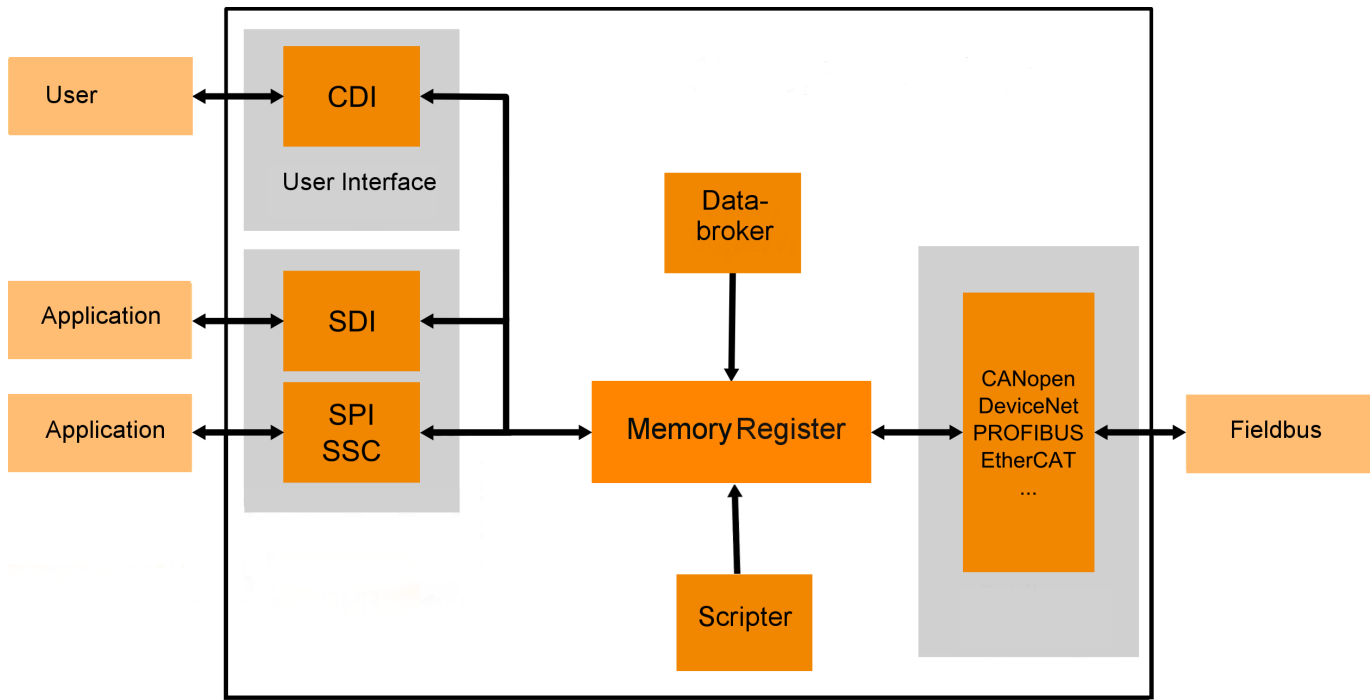 User
CDI
User Interface
Data-
broker
Application
SDI
Application
SPI
SSC
Memory Register
CANopen
DeviceNet
PROFIBUS
EtherCAT
...
Fieldbus
Scripter